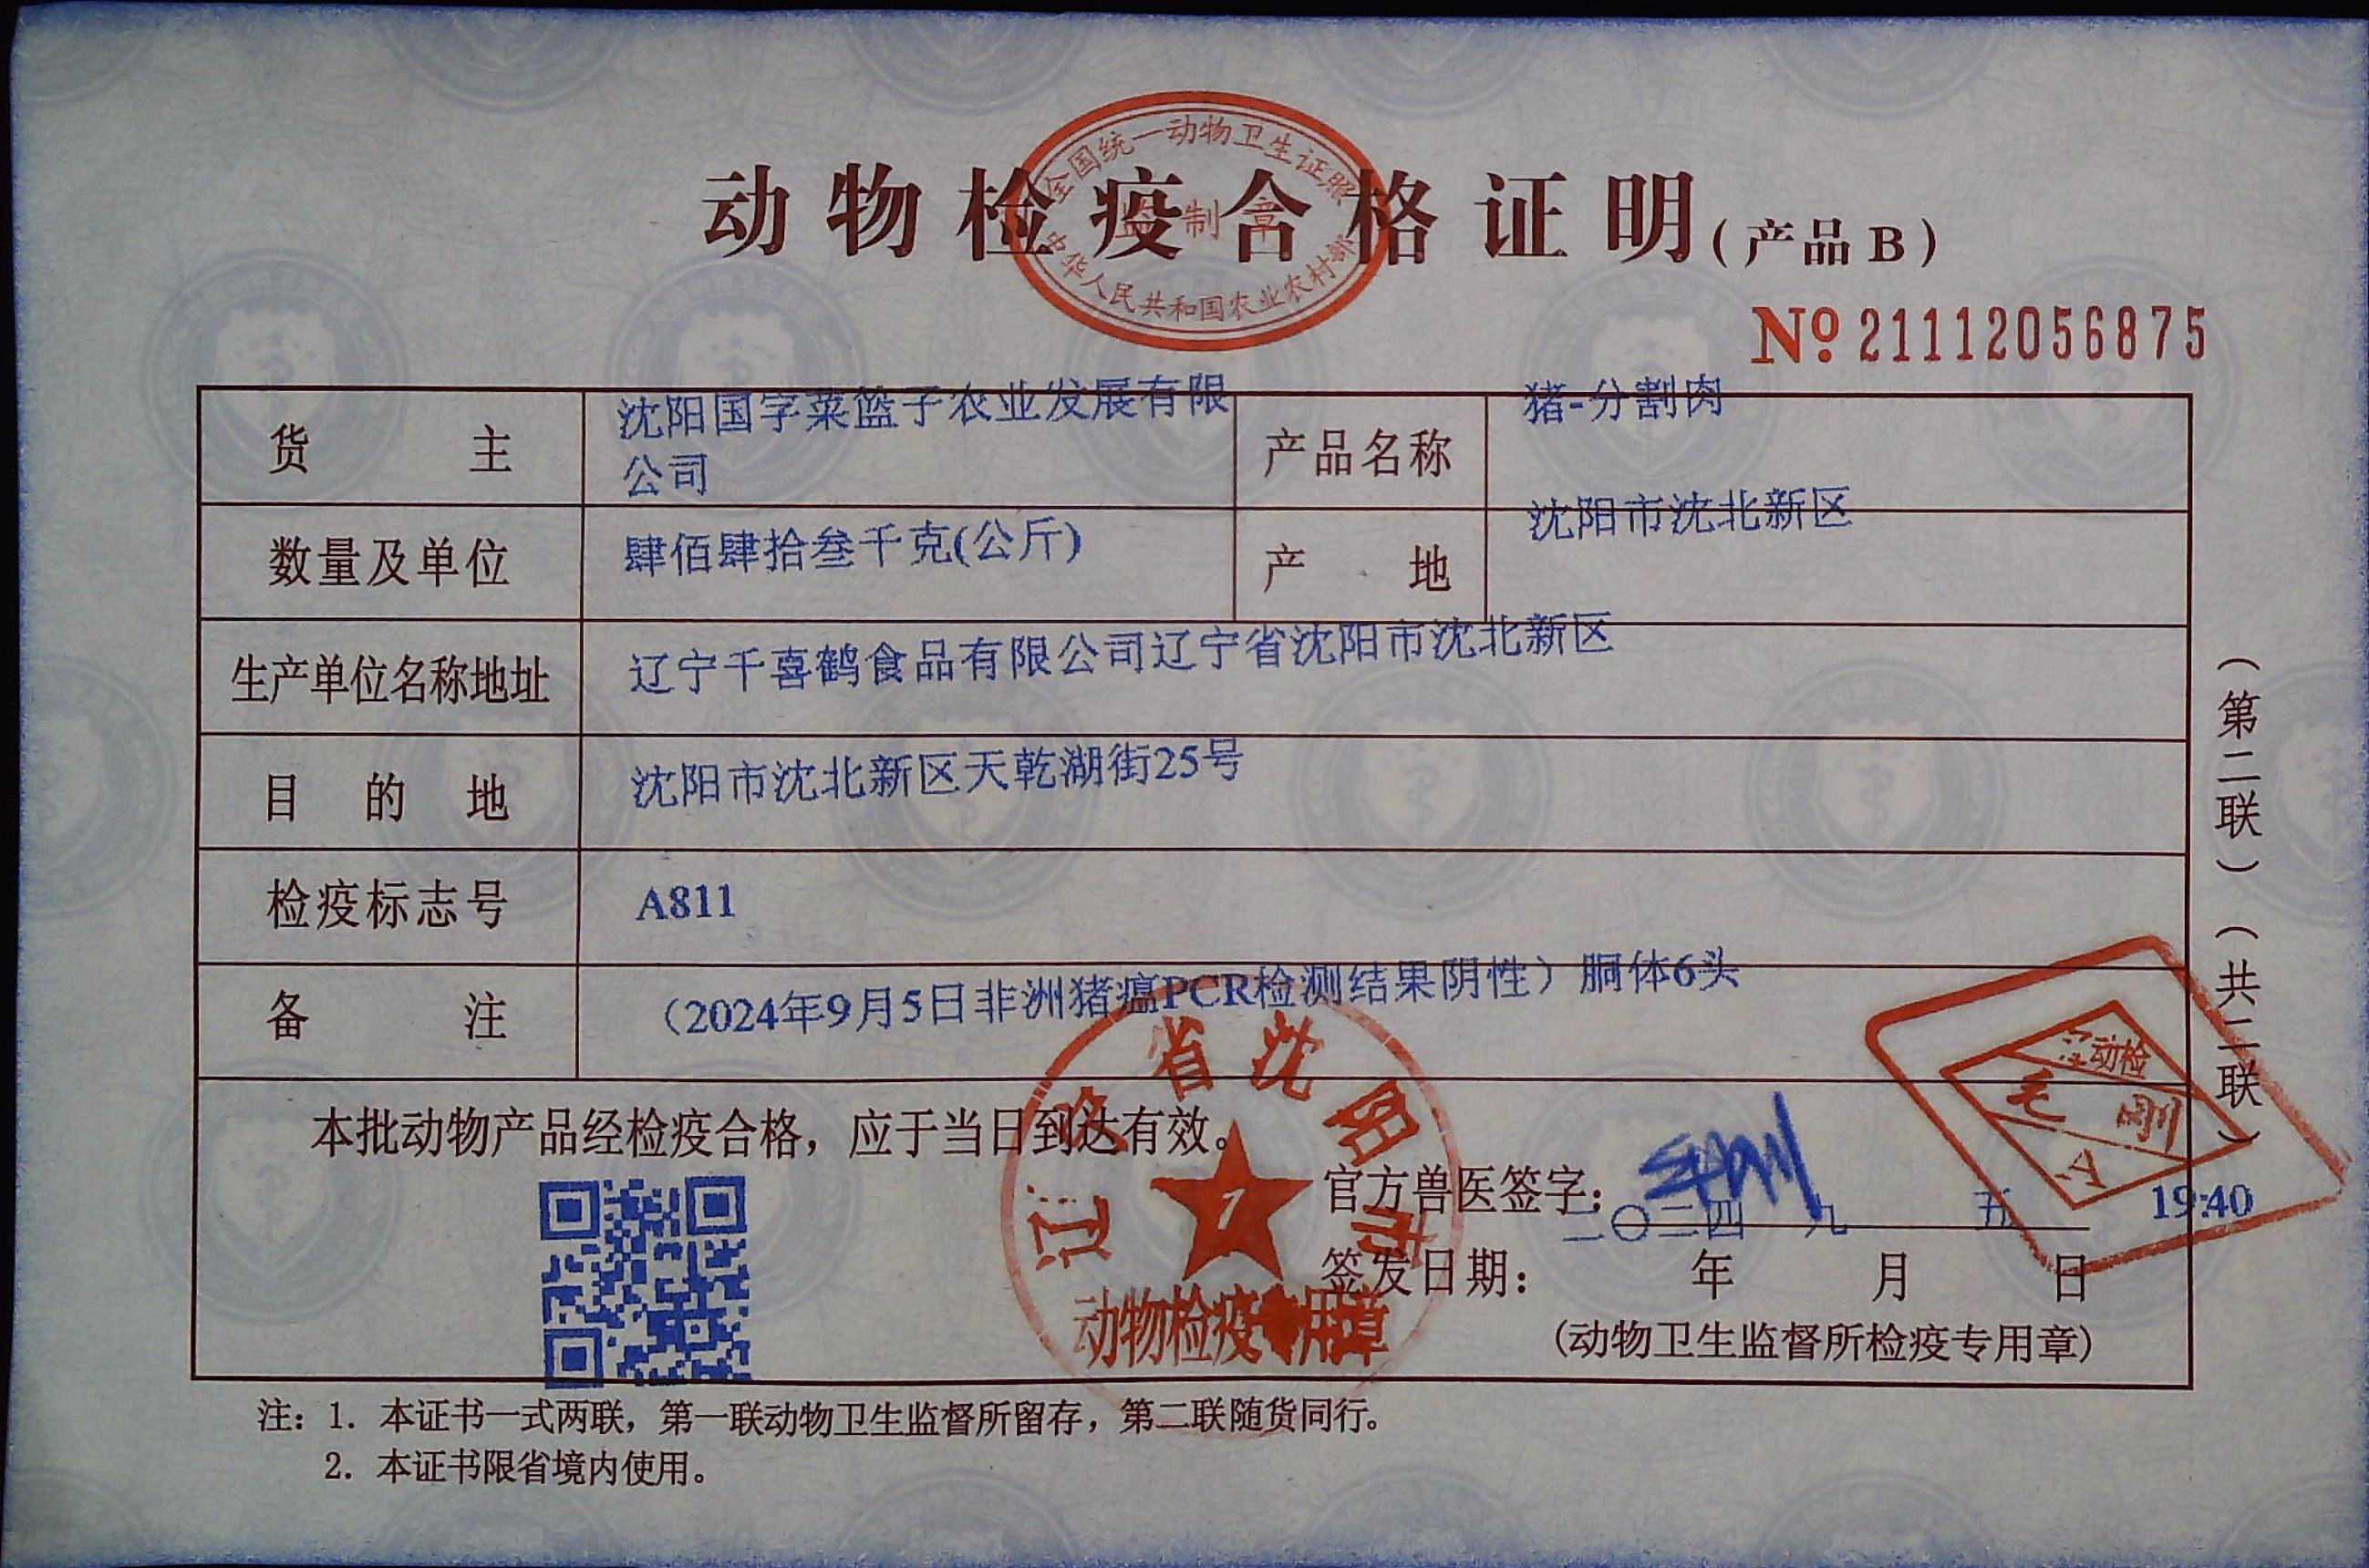 动物检疫合格证明(产品B)
全国统一动物卫生证照
监制章
中华人民共和国农业农村部
№ 21112056875
货主 沈阳国字菜篮子农业发展有限公司 产品名称 猪-分割肉
数量及单位 肆佰肆拾叁千克(公斤) 产地 沈阳市沈北新区
生产单位名称地址 辽宁千喜鹤食品有限公司辽宁省沈阳市沈北新区
目的地 沈阳市沈北新区天乾湖街25号
检疫标志号 A811
备注 （2024年9月5日非洲猪瘟PCR检测结果阴性）胴体6头
本批动物产品经检疫合格，应于当日到达有效。
官方兽医签字：
签发日期： 二〇二四年 九月 五日 19:40
(动物卫生监督所检疫专用章)
辽宁省沈阳市
1
动物检疫专用章
动检
毛刚
A
（第二联）（共二联）
注：1. 本证书一式两联，第一联动物卫生监督所留存，第二联随货同行。
2. 本证书限省境内使用。